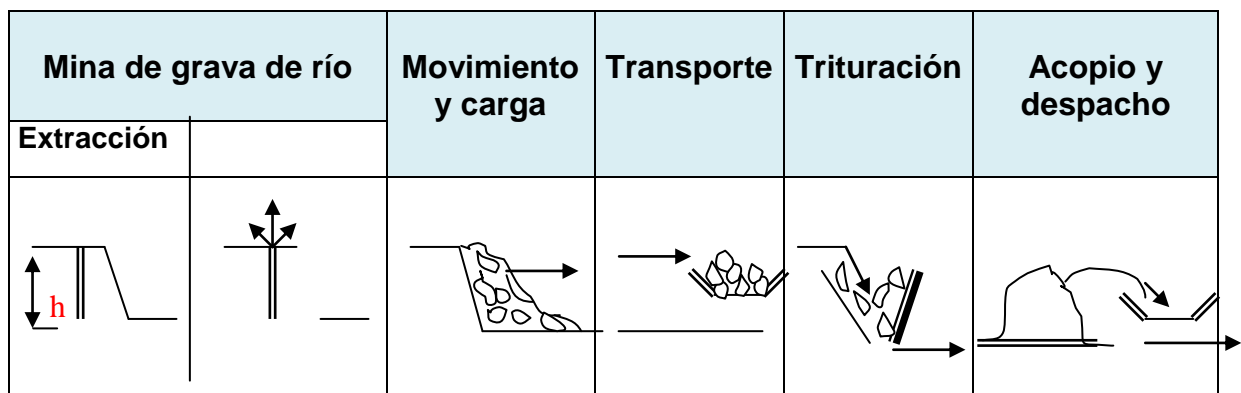 Mina de grava de río
Movimiento
y carga
Transporte
Trituración
Acopio y
despacho
Extracción
h